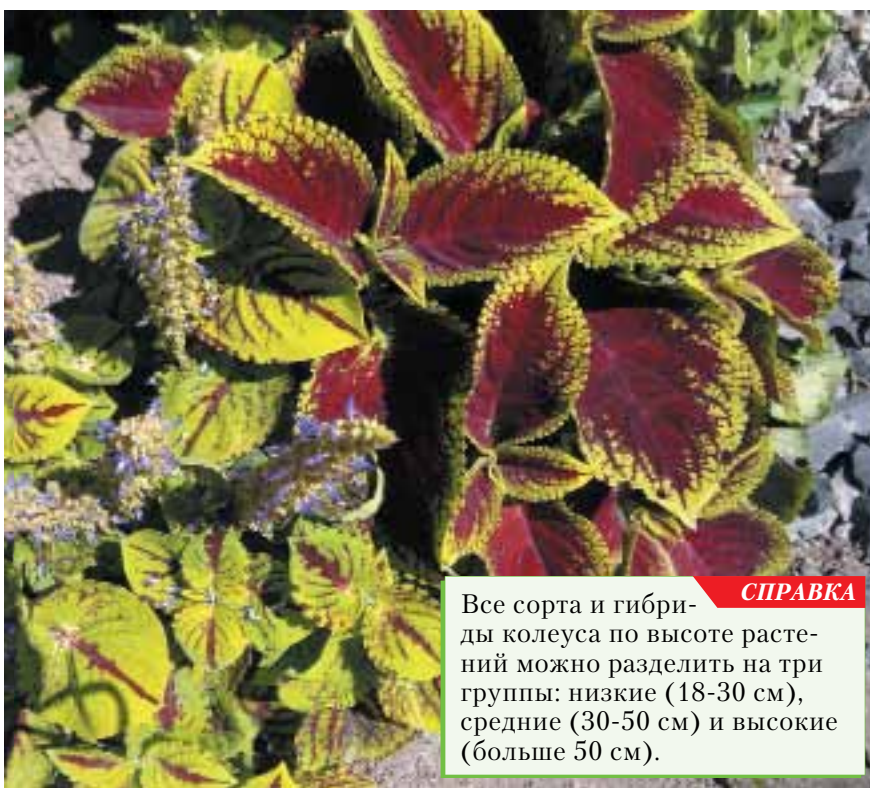 СПРАВКА
Все сорта и гибри-
ды колеуса по высоте расте-
ний можно разделить на три
группы: низкие (18-30 см),
средние (30-50 см) и высокие
(больше 50 см).